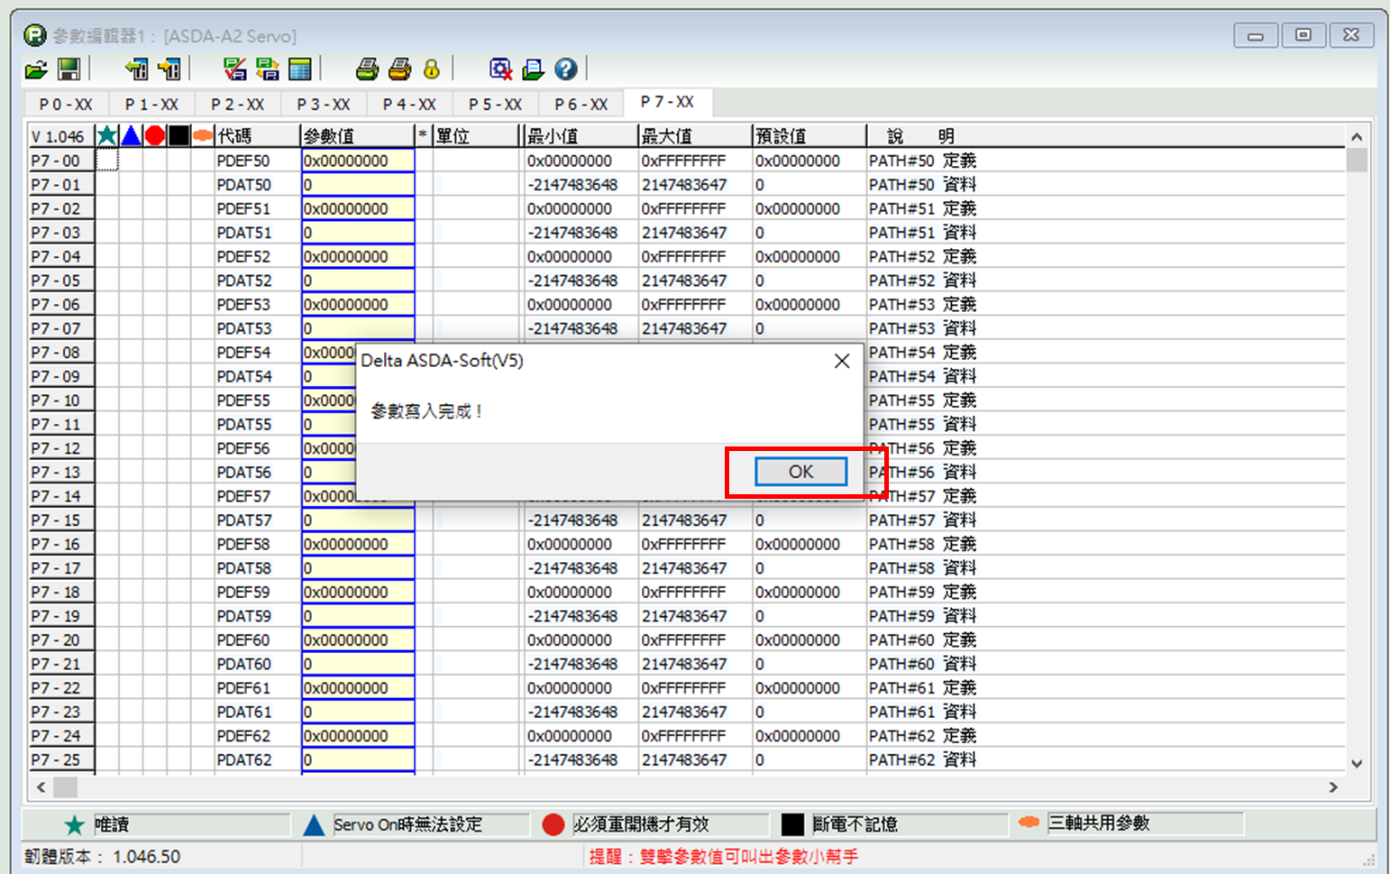 參數編輯器1 : [ASDA-A2 Servo]
P 0 - XX P 1 - XX P 2 - XX P 3 - XX P 4 - XX P 5 - XX P 6 - XX P 7 - XX
V 1.046 代碼 參數值 * 單位 最小值 最大值 預設值 說 明
P7 - 00 PDEF50 0x00000000 0x00000000 0xFFFFFFFF 0x00000000 PATH#50 定義
P7 - 01 PDAT50 0 -2147483648 2147483647 0 PATH#50 資料
P7 - 02 PDEF51 0x00000000 0x00000000 0xFFFFFFFF 0x00000000 PATH#51 定義
P7 - 03 PDAT51 0 -2147483648 2147483647 0 PATH#51 資料
P7 - 04 PDEF52 0x00000000 0x00000000 0xFFFFFFFF 0x00000000 PATH#52 定義
P7 - 05 PDAT52 0 -2147483648 2147483647 0 PATH#52 資料
P7 - 06 PDEF53 0x00000000 0x00000000 0xFFFFFFFF 0x00000000 PATH#53 定義
P7 - 07 PDAT53 0 -2147483648 2147483647 0 PATH#53 資料
P7 - 08 PDEF54 0x0000 PATH#54 定義
P7 - 09 PDAT54 0 PATH#54 資料
P7 - 10 PDEF55 0x0000 PATH#55 定義
P7 - 11 PDAT55 0 PATH#55 資料
P7 - 12 PDEF56 0x0000 PATH#56 定義
P7 - 13 PDAT56 0 PATH#56 資料
P7 - 14 PDEF57 0x0000 PATH#57 定義
Delta ASDA-Soft(V5)
參數寫入完成 !
OK
P7 - 15 PDAT57 0 -2147483648 2147483647 0 PATH#57 資料
P7 - 16 PDEF58 0x00000000 0x00000000 0xFFFFFFFF 0x00000000 PATH#58 定義
P7 - 17 PDAT58 0 -2147483648 2147483647 0 PATH#58 資料
P7 - 18 PDEF59 0x00000000 0x00000000 0xFFFFFFFF 0x00000000 PATH#59 定義
P7 - 19 PDAT59 0 -2147483648 2147483647 0 PATH#59 資料
P7 - 20 PDEF60 0x00000000 0x00000000 0xFFFFFFFF 0x00000000 PATH#60 定義
P7 - 21 PDAT60 0 -2147483648 2147483647 0 PATH#60 資料
P7 - 22 PDEF61 0x00000000 0x00000000 0xFFFFFFFF 0x00000000 PATH#61 定義
P7 - 23 PDAT61 0 -2147483648 2147483647 0 PATH#61 資料
P7 - 24 PDEF62 0x00000000 0x00000000 0xFFFFFFFF 0x00000000 PATH#62 定義
P7 - 25 PDAT62 0 -2147483648 2147483647 0 PATH#62 資料
唯讀 Servo On時無法設定 必須重開機才有效 斷電不記憶 三軸共用參數
韌體版本 : 1.046.50 提醒 : 雙擊參數值可叫出參數小幫手